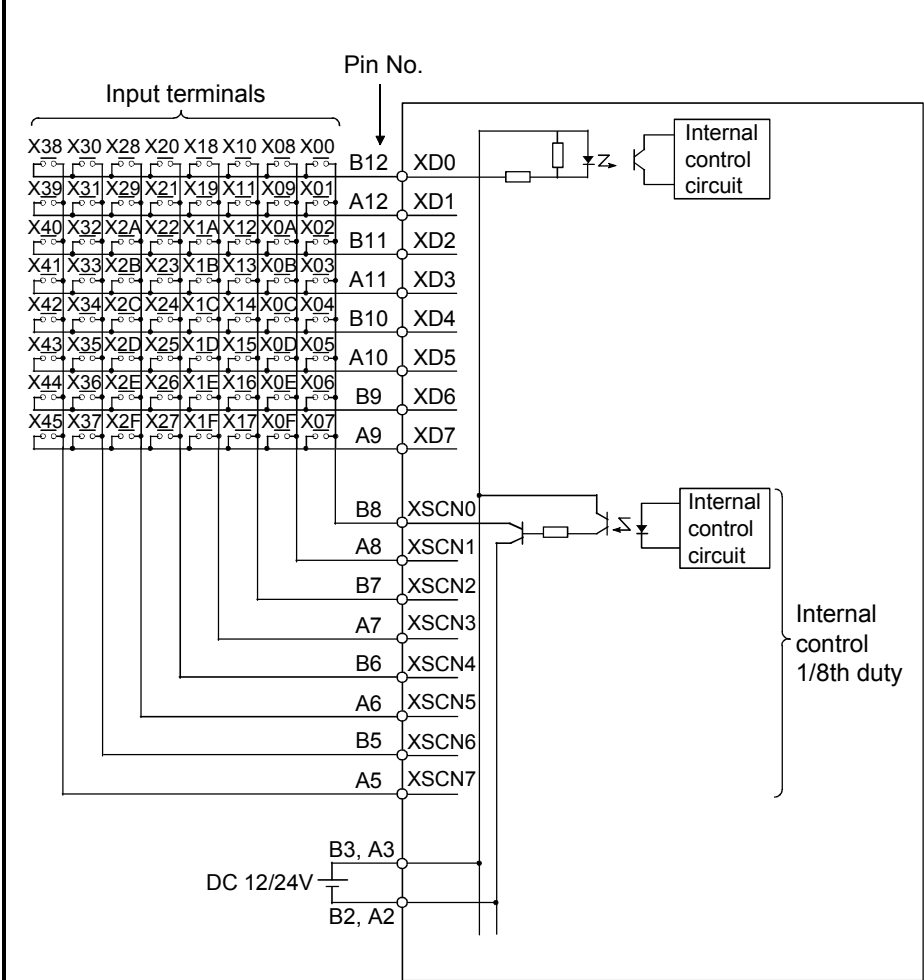 Pin No.
Input terminals
X38 X30 X28 X20 X18 X10 X08 X00
B12 XD0
Internal
control
circuit
X39 X31 X29 X21 X19 X11 X09 X01
A12 XD1
X40 X32 X2A X22 X1A X12 X0A X02
B11 XD2
X41 X33 X2B X23 X1B X13 X0B X03
A11 XD3
X42 X34 X2C X24 X1C X14 X0C X04
B10 XD4
X43 X35 X2D X25 X1D X15 X0D X05
A10 XD5
X44 X36 X2E X26 X1E X16 X0E X06
B9 XD6
X45 X37 X2F X27 X1F X17 X0F X07
A9 XD7
B8 XSCN0
Internal
control
circuit
A8 XSCN1
B7 XSCN2
A7 XSCN3
B6 XSCN4
A6 XSCN5
B5 XSCN6
A5 XSCN7
Internal
control
1/8th duty
B3, A3
DC 12/24V
B2, A2